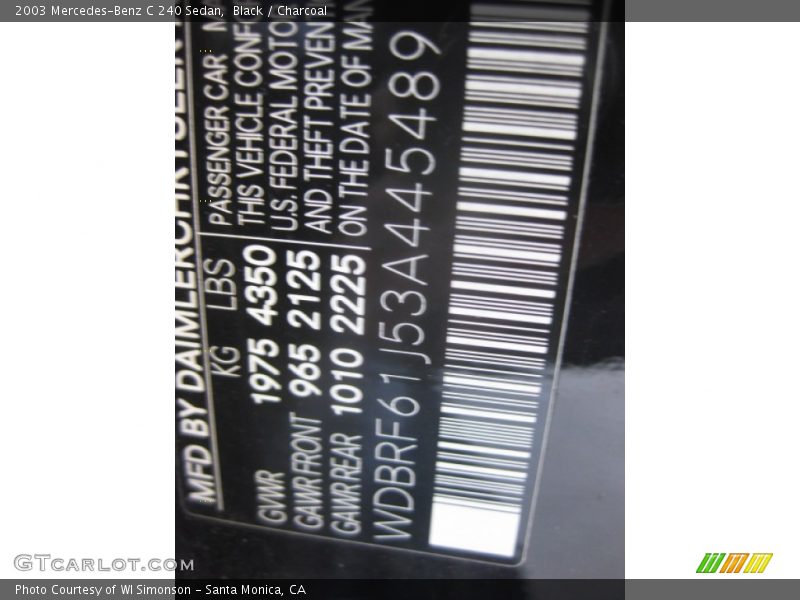 2003 Mercedes-Benz C 240 Sedan,  Black / Charcoal
MFD BY DAIMLERCHRYSLER
KG LBS
GVWR 1975 4350
GAWR FRONT 965 2125
GAWR REAR 1010 2225
PASSENGER CAR
THIS VEHICLE CONF
U.S. FEDERAL MOTO
AND THEFT PREVEN
ON THE DATE OF MAN
WDBRF61J53A445489
GTCARLOT.COM
Photo Courtesy of WI Simonson - Santa Monica, CA